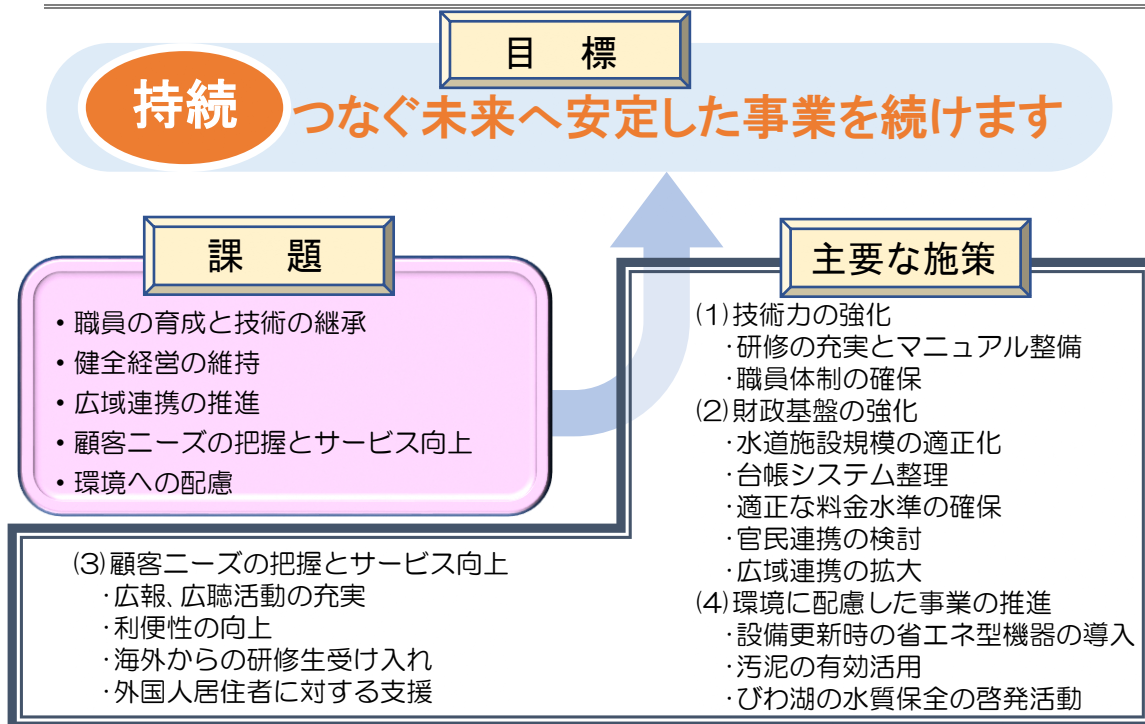 目　標
持続 つなぐ未来へ安定した事業を続けます
課　題
・職員の育成と技術の継承
・健全経営の維持
・広域連携の推進
・顧客ニーズの把握とサービス向上
・環境への配慮
主要な施策
(1)技術力の強化
・研修の充実とマニュアル整備
・職員体制の確保
(2)財政基盤の強化
・水道施設規模の適正化
・台帳システム整理
・適正な料金水準の確保
・官民連携の検討
・広域連携の拡大
(3)顧客ニーズの把握とサービス向上
・広報、広聴活動の充実
・利便性の向上
・海外からの研修生受け入れ
・外国人居住者に対する支援
(4)環境に配慮した事業の推進
・設備更新時の省エネ型機器の導入
・汚泥の有効活用
・びわ湖の水質保全の啓発活動